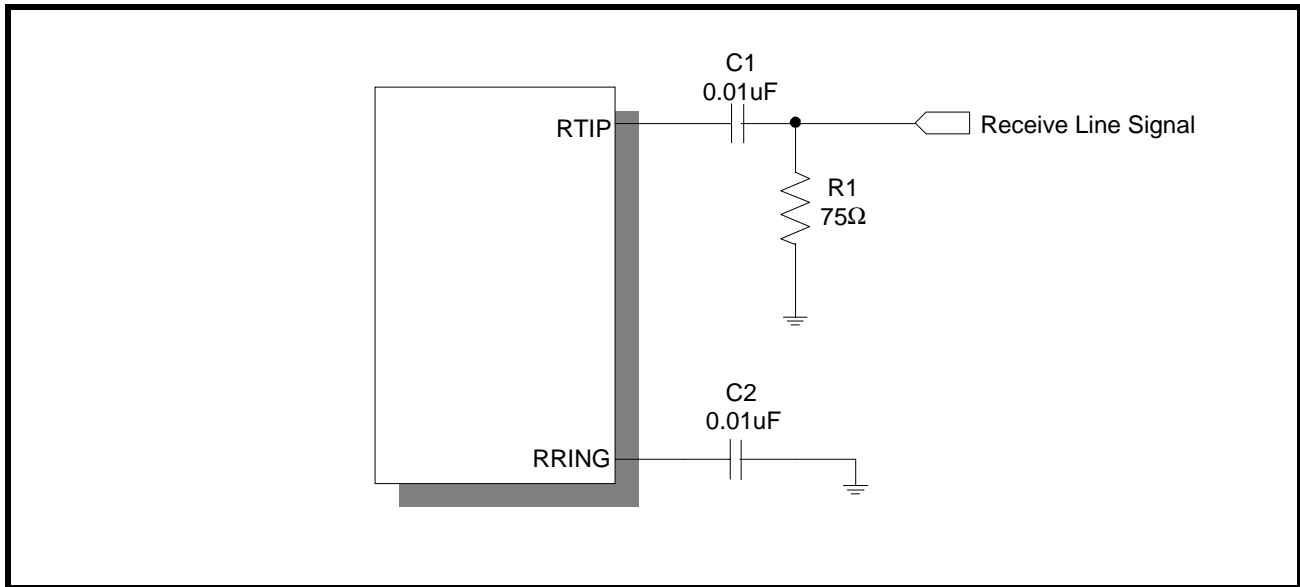 C1
0.01uF
RTIP
Receive Line Signal
R1
75Ω
C2
0.01uF
RRING